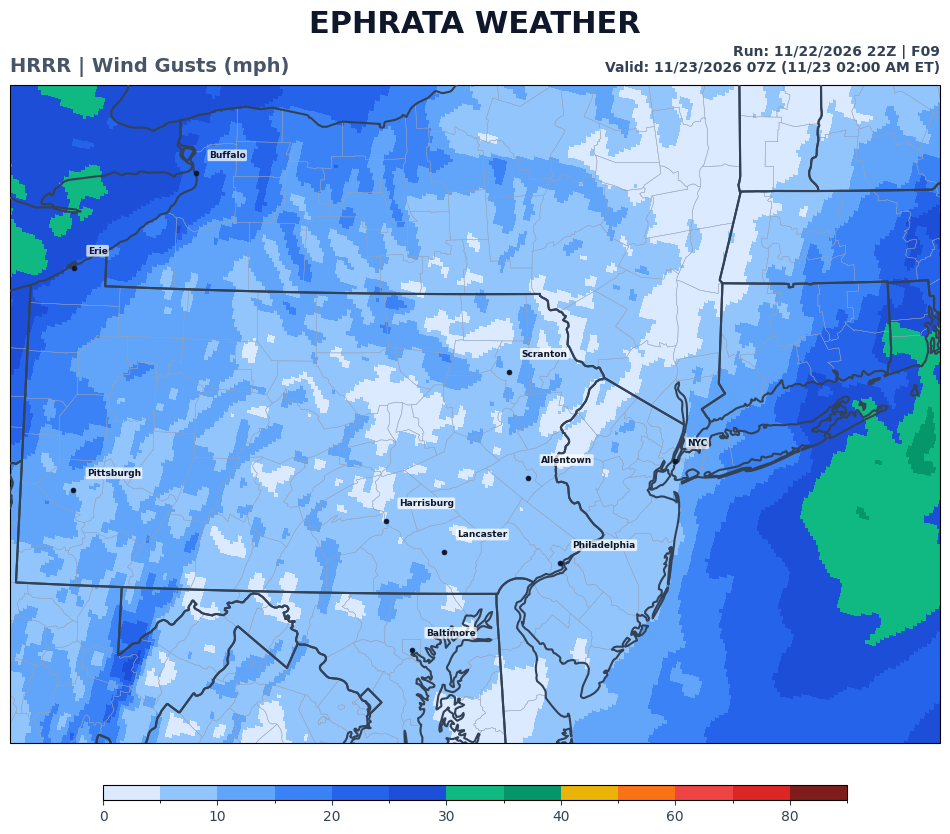 EPHRATA WEATHER
HRRR | Wind Gusts (mph)
Run: 11/22/2026 22Z | F09
Valid: 11/23/2026 07Z (11/23 02:00 AM ET)
Buffalo
Erie
Scranton
NYC
Allentown
Pittsburgh
Harrisburg
Lancaster
Philadelphia
Baltimore
0 10 20 30 40 50 60 70 80